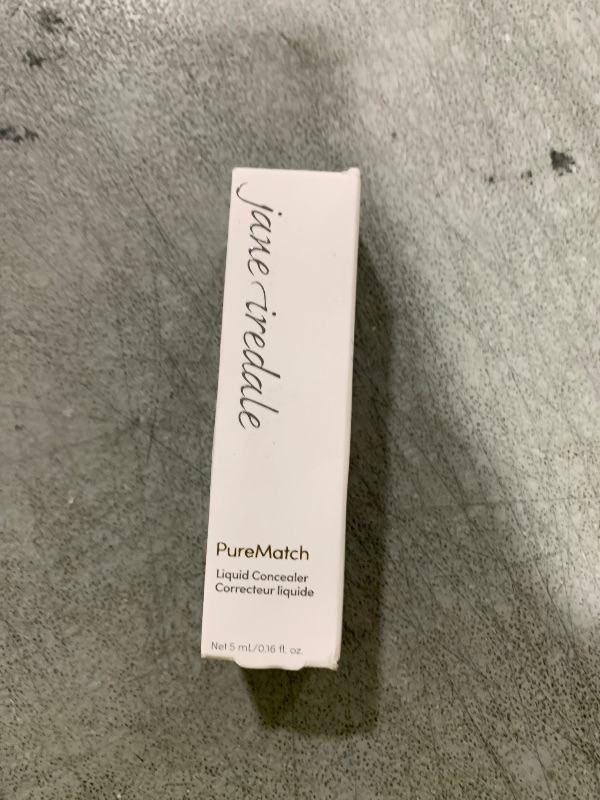 jane iredale
PureMatch
Liquid Concealer
Correcteur liquide
Net 5 mL/0.16 fl. oz.